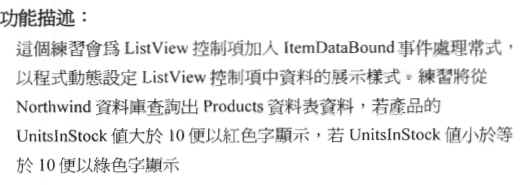 功能描述：
這個練習會為 ListView 控制項加入 ItemDataBound 事件處理常式，
以程式動態設定 ListView 控制項中資料的展示樣式。練習將從
Northwind 資料庫查詢出 Products 資料表資料，若產品的
UnitsInStock 值大於 10 便以紅色字顯示，若 UnitsInStock 值小於等
於 10 便以綠色字顯示